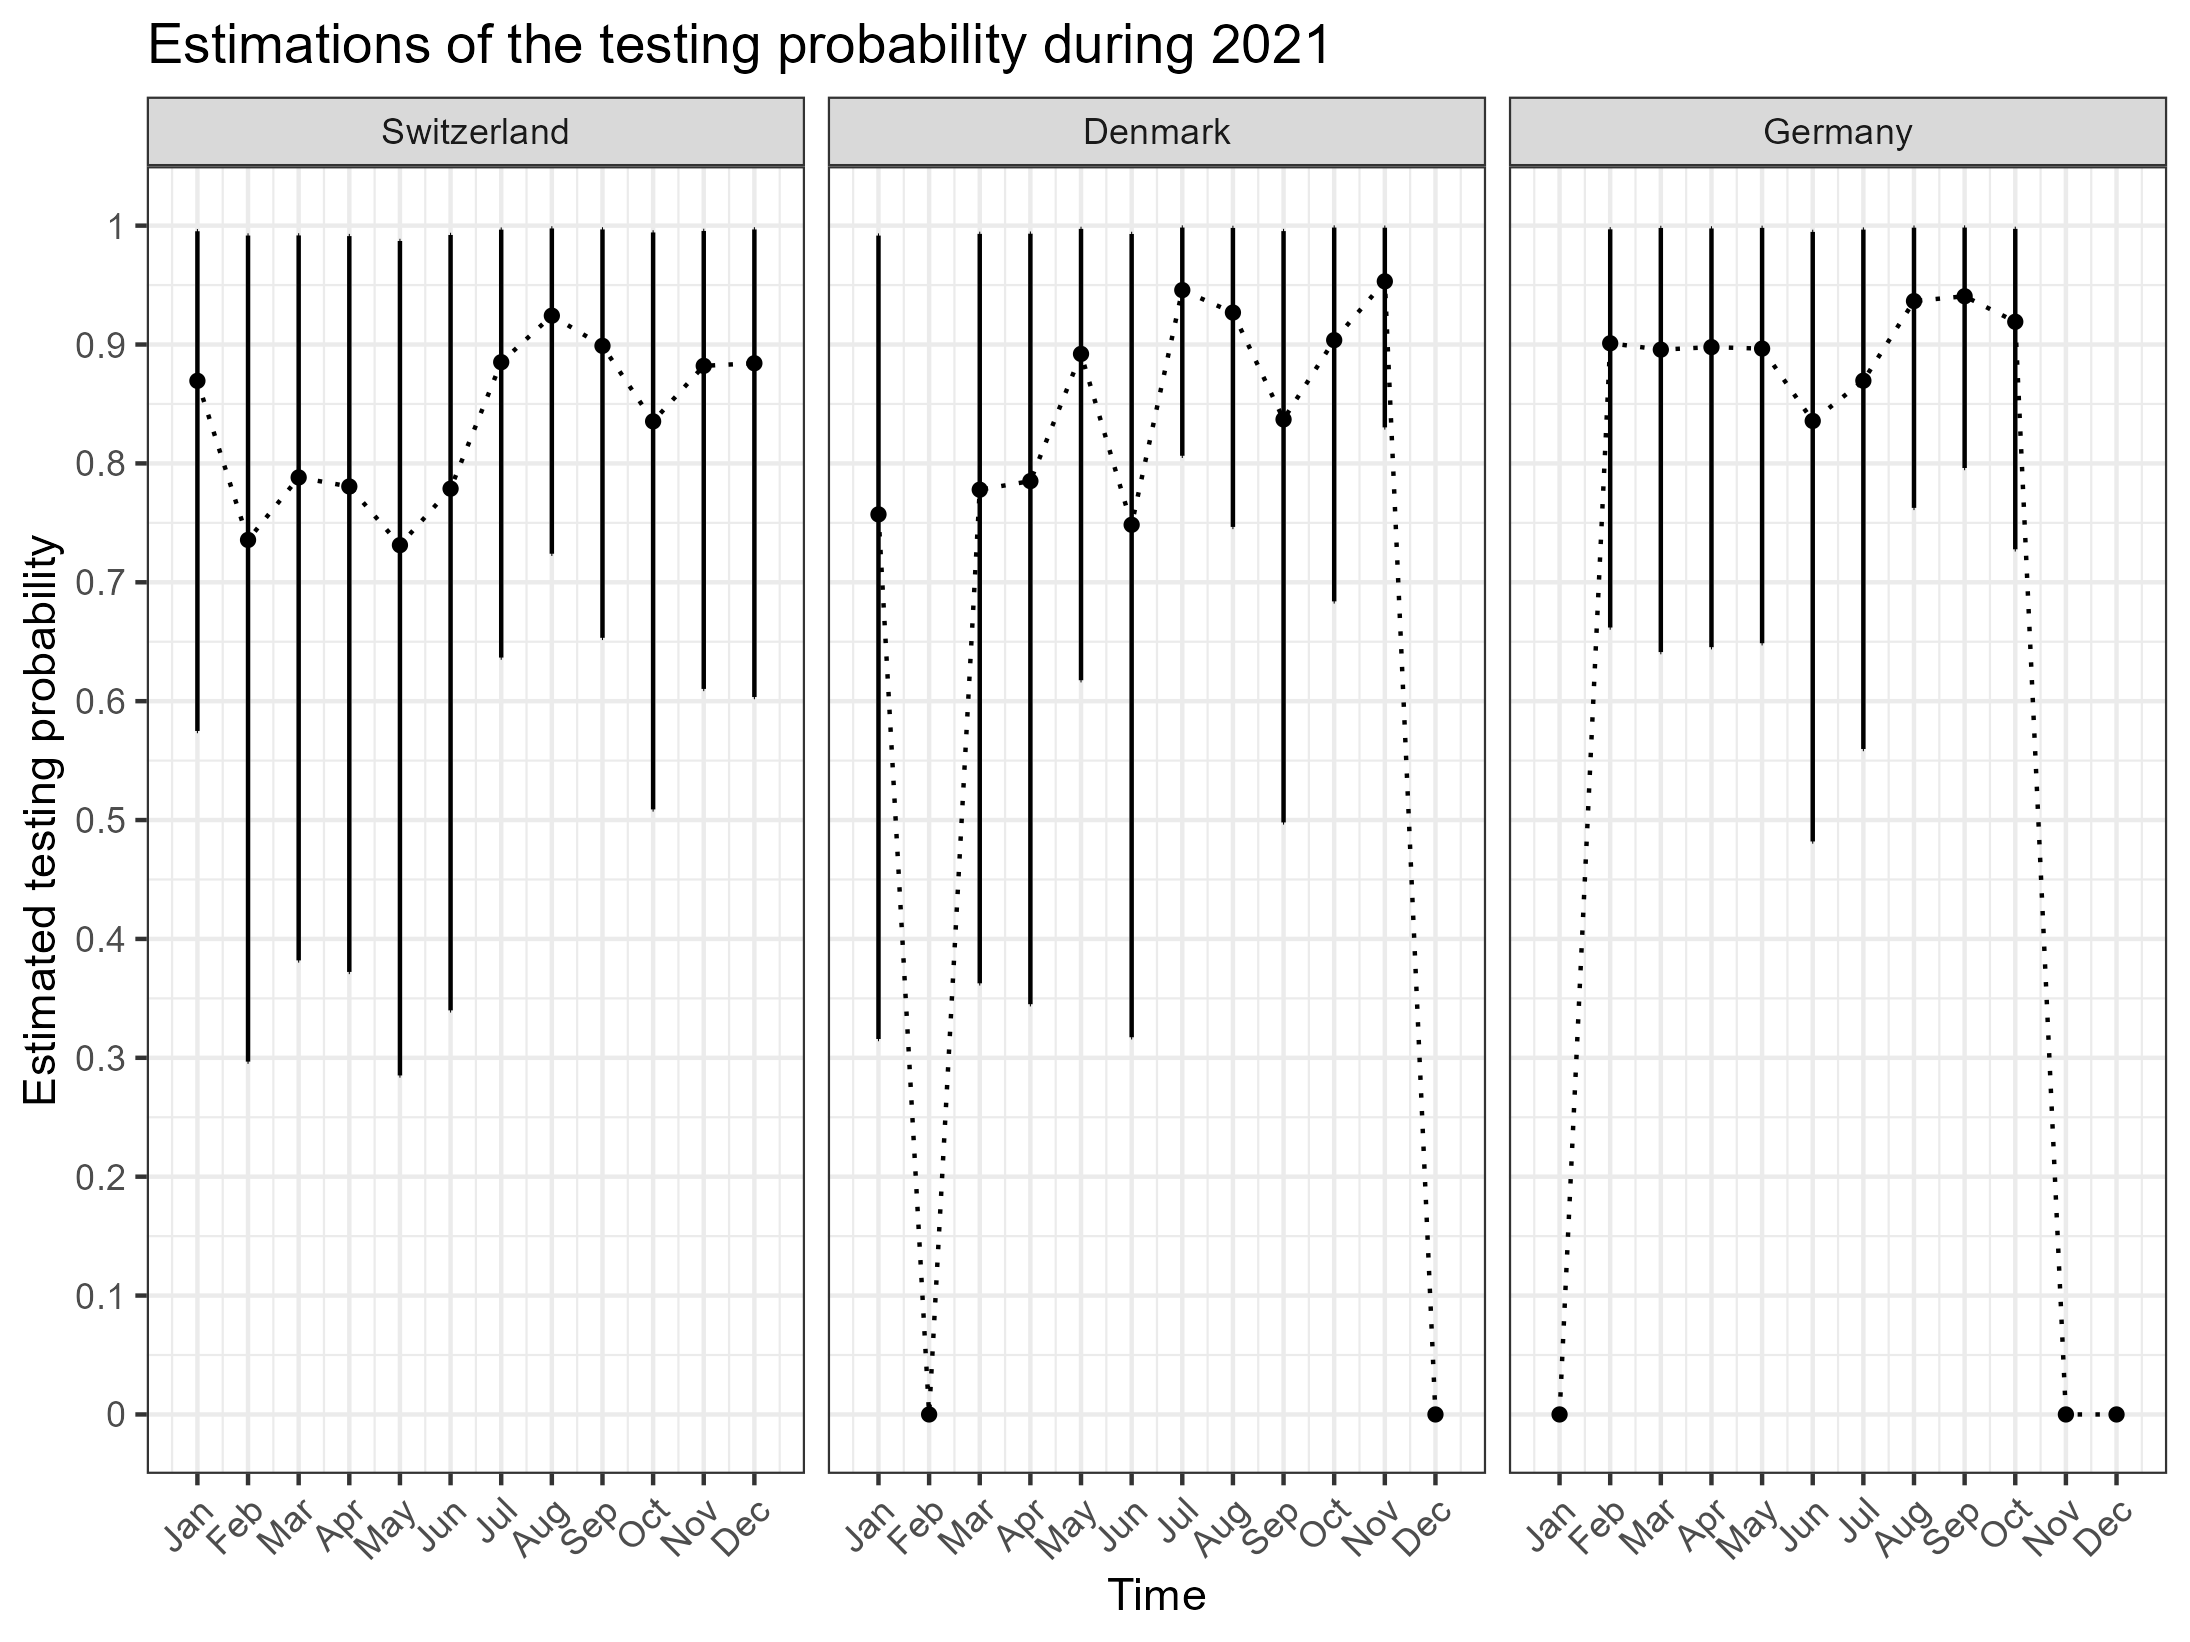 Estimations of the testing probability during 2021
Switzerland Denmark Germany
Estimated testing probability
1
0.9
0.8
0.7
0.6
0.5
0.4
0.3
0.2
0.1
0
Jan Feb Mar Apr May Jun Jul Aug Sep Oct Nov Dec Jan Feb Mar Apr May Jun Jul Aug Sep Oct Nov Dec Jan Feb Mar Apr May Jun Jul Aug Sep Oct Nov Dec
Time